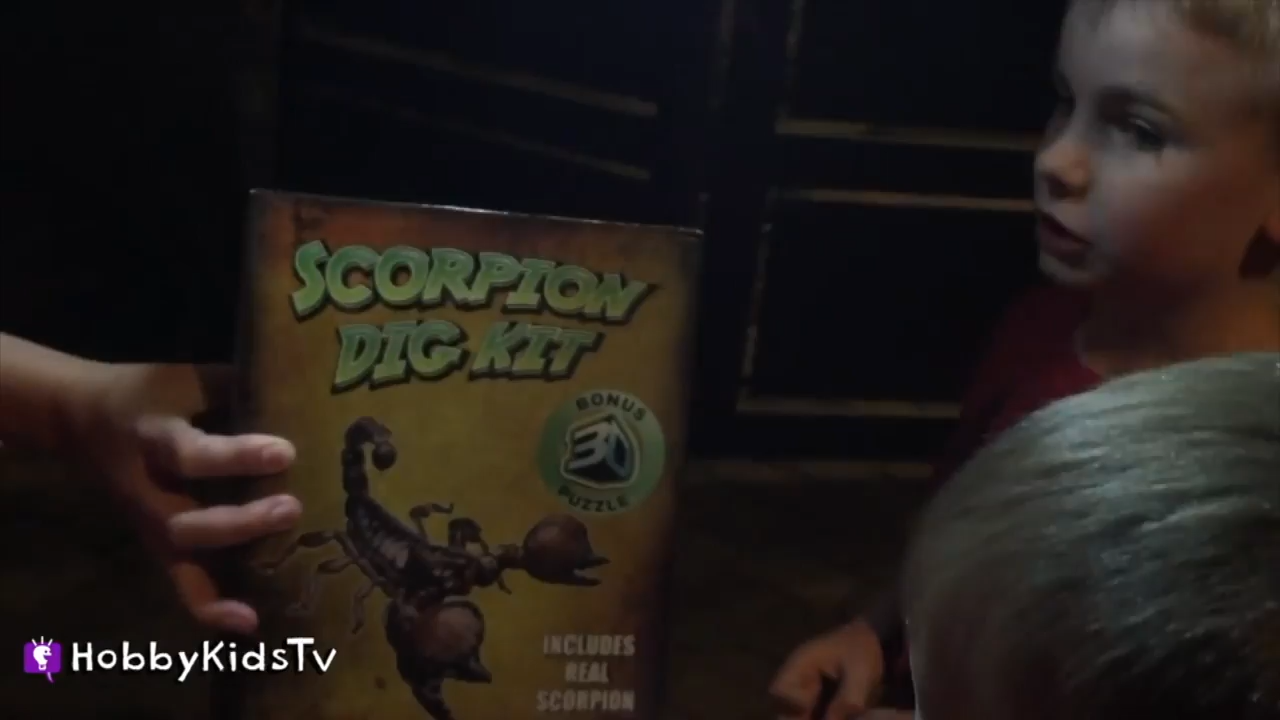 SCORPION
DIG KIT
BONUS
3D
PUZZLE
INCLUDES
REAL
SCORPION
HobbyKidsTv